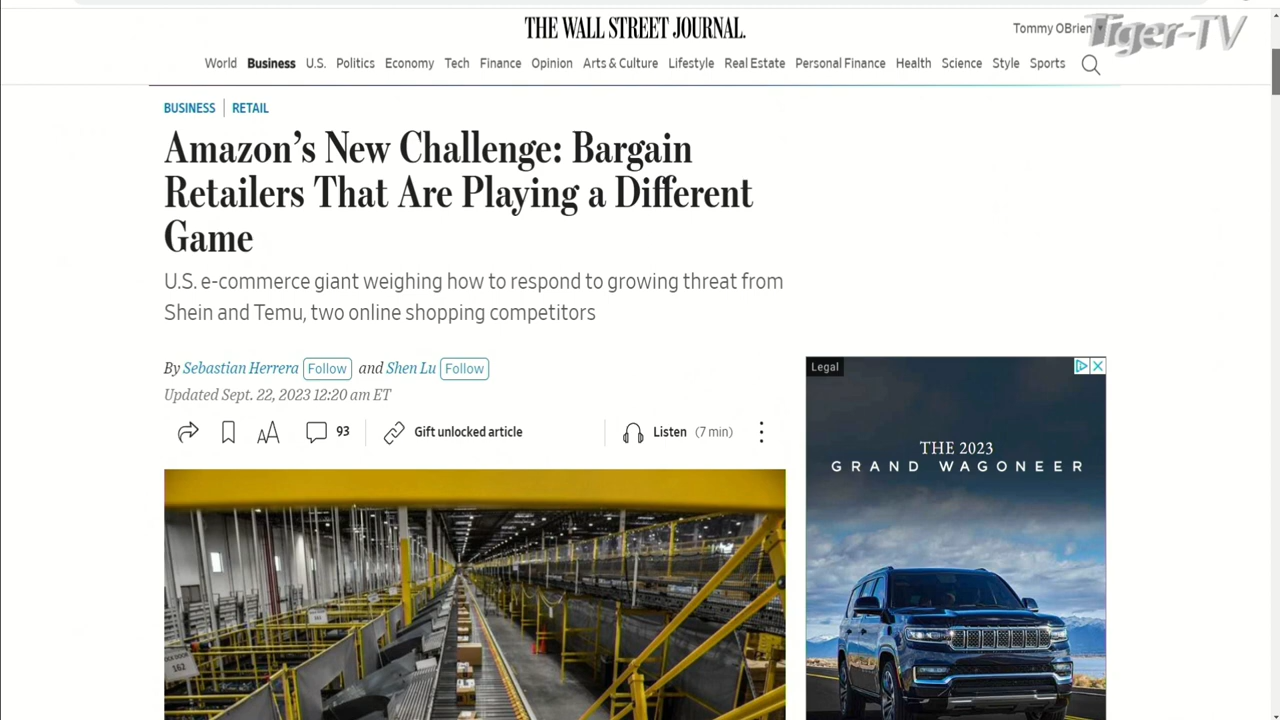 THE WALL STREET JOURNAL.
Tommy OBrien
Tiger-TV
World Business U.S. Politics Economy Tech Finance Opinion Arts & Culture Lifestyle Real Estate Personal Finance Health Science Style Sports
BUSINESS | RETAIL
Amazon’s New Challenge: Bargain
Retailers That Are Playing a Different
Game
U.S. e-commerce giant weighing how to respond to growing threat from
Shein and Temu, two online shopping competitors
By Sebastian Herrera Follow and Shen Lu Follow
Updated Sept. 22, 2023 12:20 am ET
AA 93 Gift unlocked article Listen (7 min)
Legal
THE 2023
GRAND WAGONEER
162